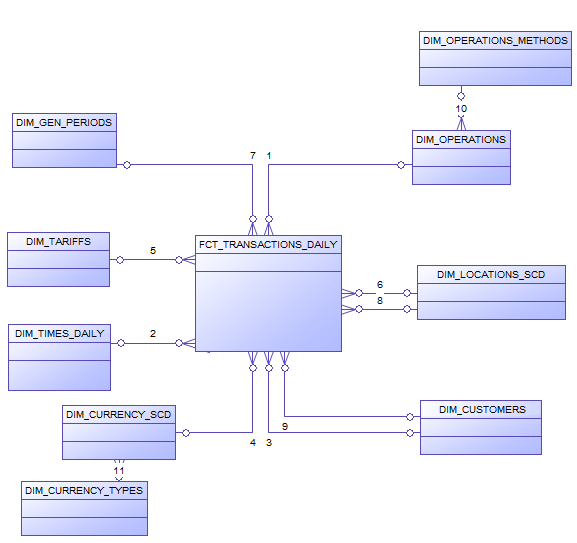 DIM_OPERATIONS_METHODS
10
DIM_GEN_PERIODS
DIM_OPERATIONS
7
1
DIM_TARIFFS
5
FCT_TRANSACTIONS_DAILY
DIM_LOCATIONS_SCD
6
8
DIM_TIMES_DAILY
2
DIM_CURRENCY_SCD
DIM_CUSTOMERS
9
4
3
11
DIM_CURRENCY_TYPES